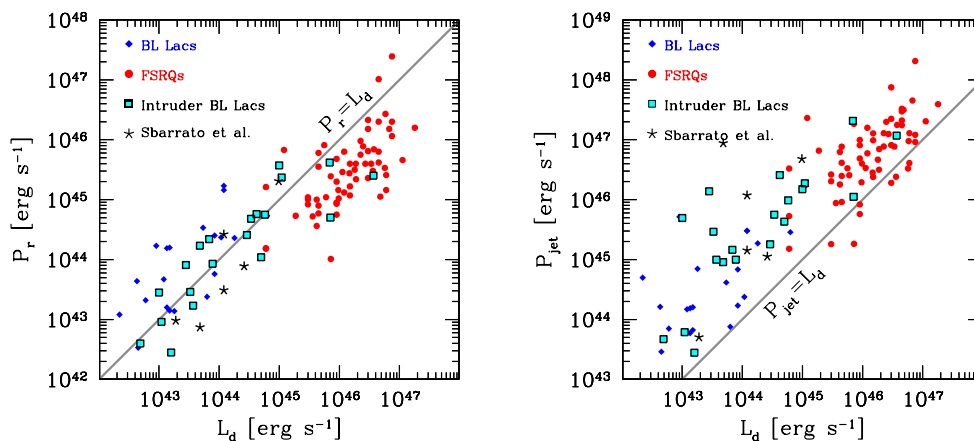 10^48
10^47
10^46
10^45
10^44
10^43
10^42
P_r [erg s^-1]
BL Lacs
FSRQs
Intruder BL Lacs
Sbarrato et al.
P_r=L_d
10^43
10^44
10^45
10^46
10^47
L_d [erg s^-1]
10^49
10^48
10^47
10^46
10^45
10^44
10^43
P_jet [erg s^-1]
BL Lacs
FSRQs
Intruder BL Lacs
Sbarrato et al.
P_jet=L_d
10^43
10^44
10^45
10^46
10^47
L_d [erg s^-1]